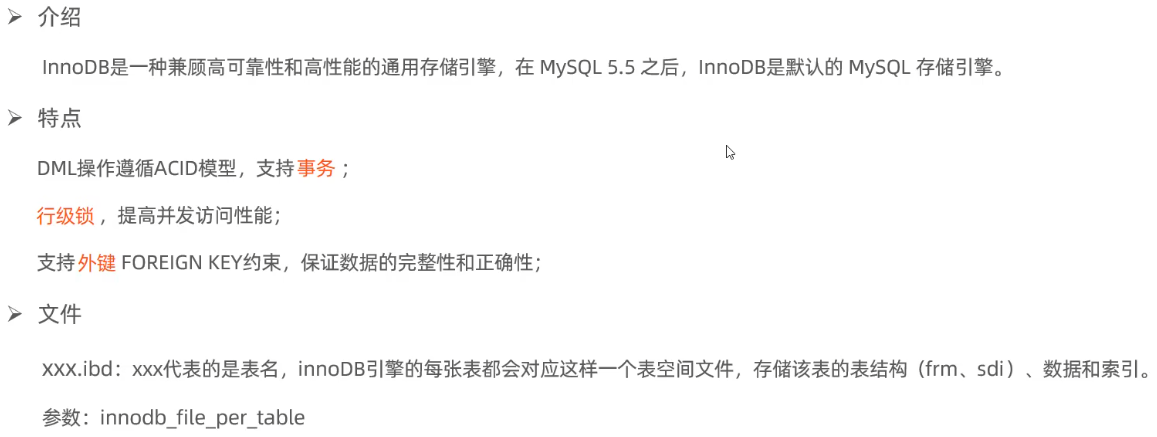 介绍
InnoDB是一种兼顾高可靠性和高性能的通用存储引擎，在 MySQL 5.5 之后，InnoDB是默认的 MySQL 存储引擎。
特点
DML操作遵循ACID模型，支持事务；
行级锁，提高并发访问性能；
支持外键 FOREIGN KEY约束，保证数据的完整性和正确性；
文件
xxx.ibd：xxx代表的是表名，innoDB引擎的每张表都会对应这样一个表空间文件，存储该表的表结构（frm、sdi）、数据和索引。
参数：innodb_file_per_table